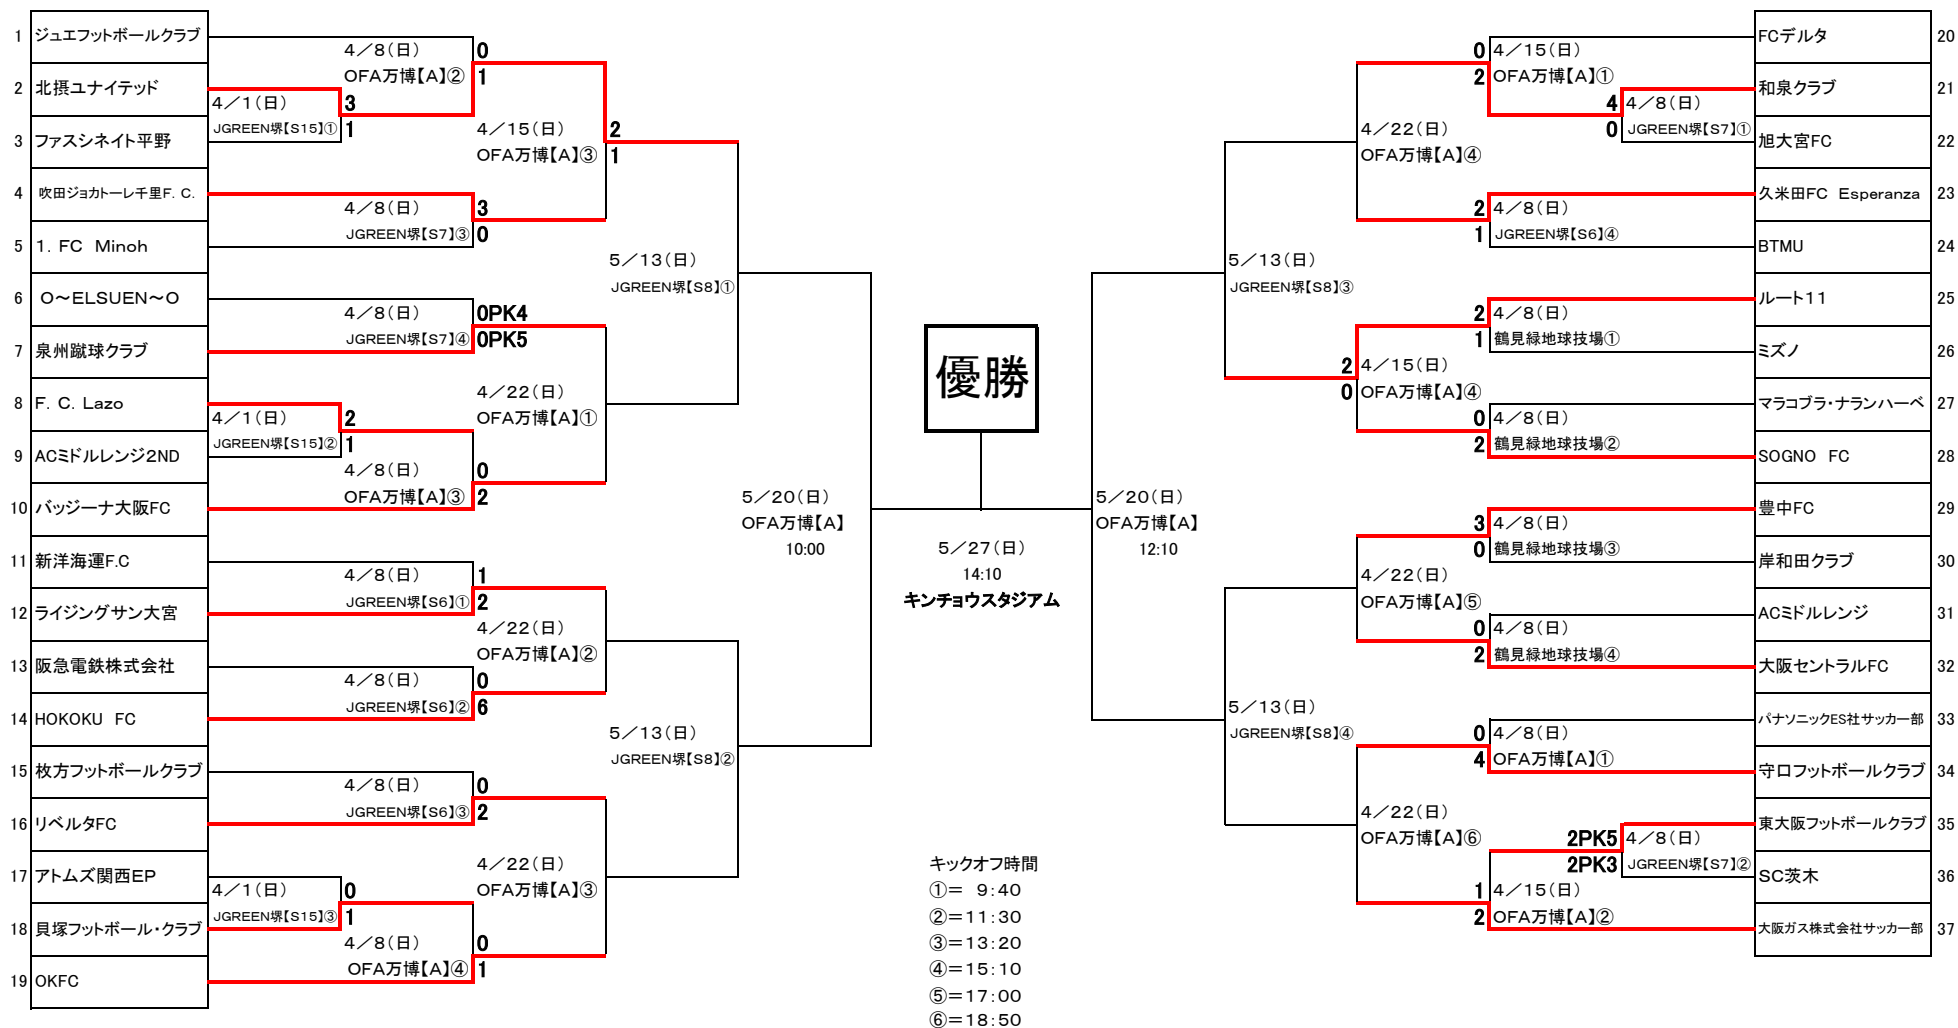 1 ジュエフットボールクラブ
4／8(日)
OFA万博【A】②
0
1
2 北摂ユナイテッド
4／1(日)
JGREEN堺【S15】①
3
1
3 ファスシネイト平野
4／15(日)
OFA万博【A】③
2
1
4 吹田ジョカトーレ千里F. C.
4／8(日)
JGREEN堺【S7】③
3
0
5 1. FC Minoh
5／13(日)
JGREEN堺【S8】①
6 O～ELSUEN～O
4／8(日)
JGREEN堺【S7】④
0PK4
0PK5
7 泉州蹴球クラブ
4／22(日)
OFA万博【A】①
8 F. C. Lazo
4／1(日)
JGREEN堺【S15】②
2
1
9 ACミドルレンジ2ND
4／8(日)
OFA万博【A】③
0
2
10 バッジーナ大阪FC
5／20(日)
OFA万博【A】
10:00
11 新洋海運F.C
4／8(日)
JGREEN堺【S6】①
1
2
12 ライジングサン大宮
4／22(日)
OFA万博【A】②
13 阪急電鉄株式会社
4／8(日)
JGREEN堺【S6】②
0
6
14 HOKOKU FC
5／13(日)
JGREEN堺【S8】②
15 枚方フットボールクラブ
4／8(日)
JGREEN堺【S6】③
0
2
16 リベルタFC
4／22(日)
OFA万博【A】③
17 アトムズ関西EP
4／1(日)
JGREEN堺【S15】③
0
1
18 貝塚フットボール・クラブ
4／8(日)
OFA万博【A】④
0
1
19 OKFC
優勝
5／27(日)
14:10
キンチョウスタジアム
キックオフ時間
①＝ 9:40
②＝11:30
③＝13:20
④＝15:10
⑤＝17:00
⑥＝18:50
FCデルタ 20
0
2
4／15(日)
OFA万博【A】①
和泉クラブ 21
4
0
4／8(日)
JGREEN堺【S7】①
旭大宮FC 22
4／22(日)
OFA万博【A】④
久米田FC Esperanza 23
2
1
4／8(日)
JGREEN堺【S6】④
BTMU 24
5／13(日)
JGREEN堺【S8】③
ルート11 25
2
1
4／8(日)
鶴見緑地球技場①
ミズノ 26
2
0
4／15(日)
OFA万博【A】④
マラコブラ・ナランハーベ 27
0
2
4／8(日)
鶴見緑地球技場②
SOGNO FC 28
5／20(日)
OFA万博【A】
12:10
豊中FC 29
3
0
4／8(日)
鶴見緑地球技場③
岸和田クラブ 30
4／22(日)
OFA万博【A】⑤
ACミドルレンジ 31
0
2
4／8(日)
鶴見緑地球技場④
大阪セントラルFC 32
5／13(日)
JGREEN堺【S8】④
パナソニックES社サッカー部 33
0
4
4／8(日)
OFA万博【A】①
守口フットボールクラブ 34
4／22(日)
OFA万博【A】⑥
東大阪フットボールクラブ 35
2PK5
2PK3
4／8(日)
JGREEN堺【S7】②
SC茨木 36
1
2
4／15(日)
OFA万博【A】②
大阪ガス株式会社サッカー部 37